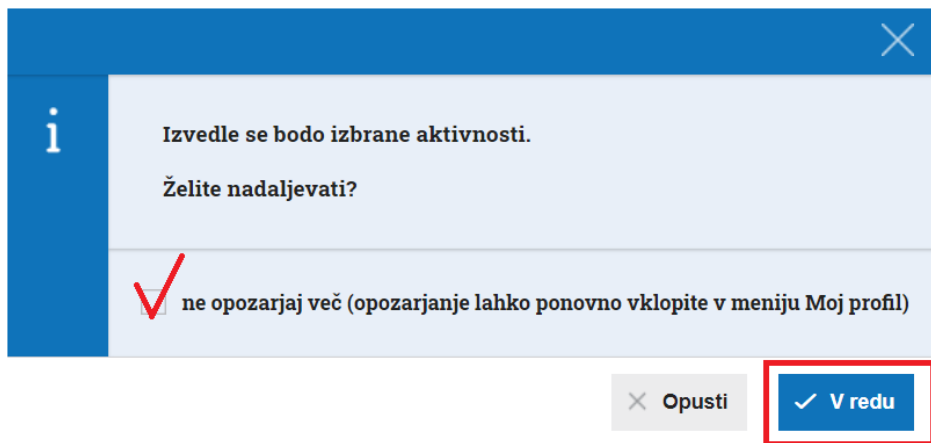 Izvedle se bodo izbrane aktivnosti.
Želite nadaljevati?
ne opozarjaj več (opozarjanje lahko ponovno vklopite v meniju Moj profil)
Opusti
V redu